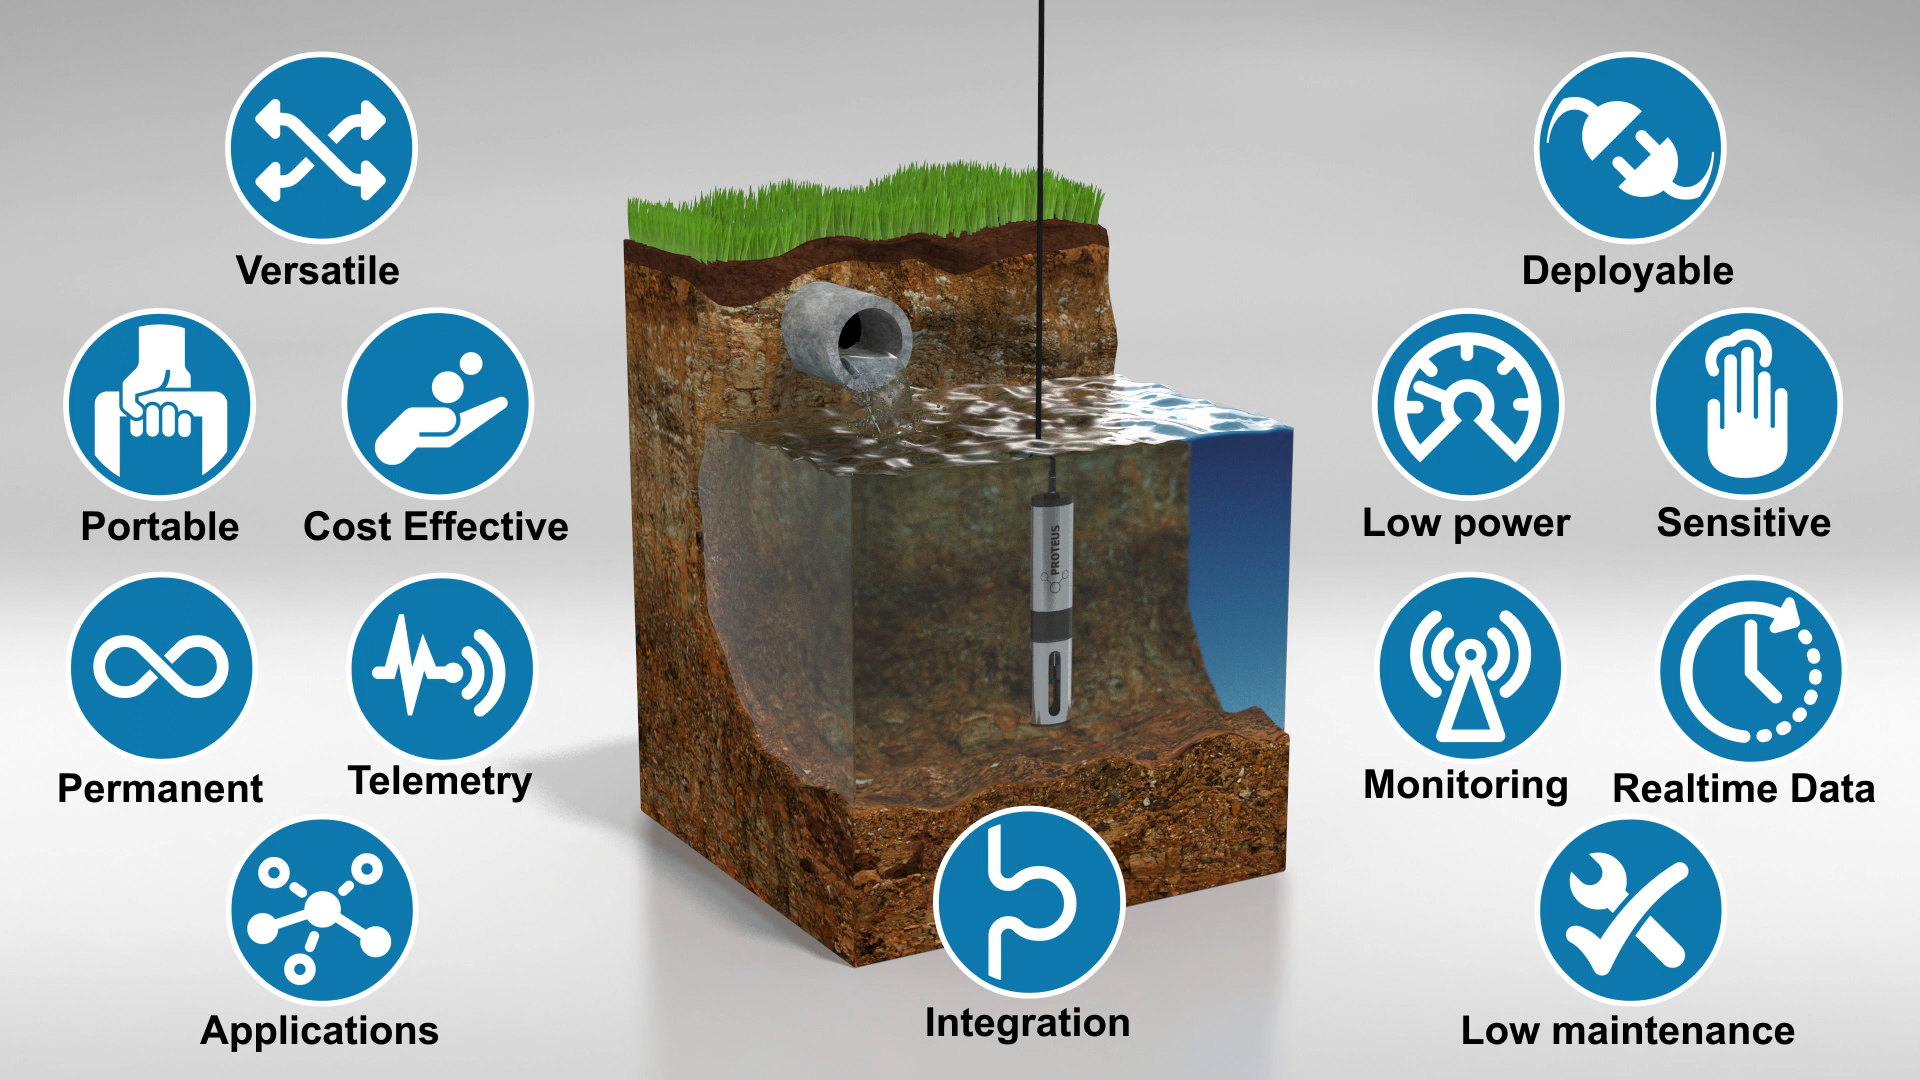 Versatile
Deployable
Portable
Cost Effective
Low power
Sensitive
PROTEUS
Permanent
Telemetry
Monitoring
Realtime Data
Applications
Integration
Low maintenance